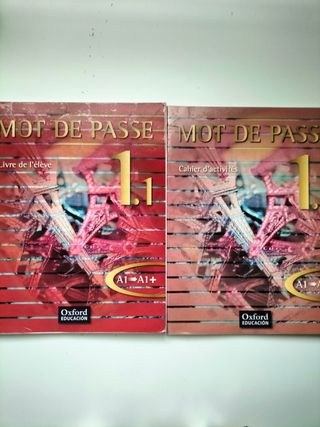 MOT DE PASSE
Livre de l'élève
1.1
A1 A1+
Oxford
EDUCACIÓN
MOT DE PASS
Cahier d'activités
1.
A1
Oxford
EDUCACIÓN